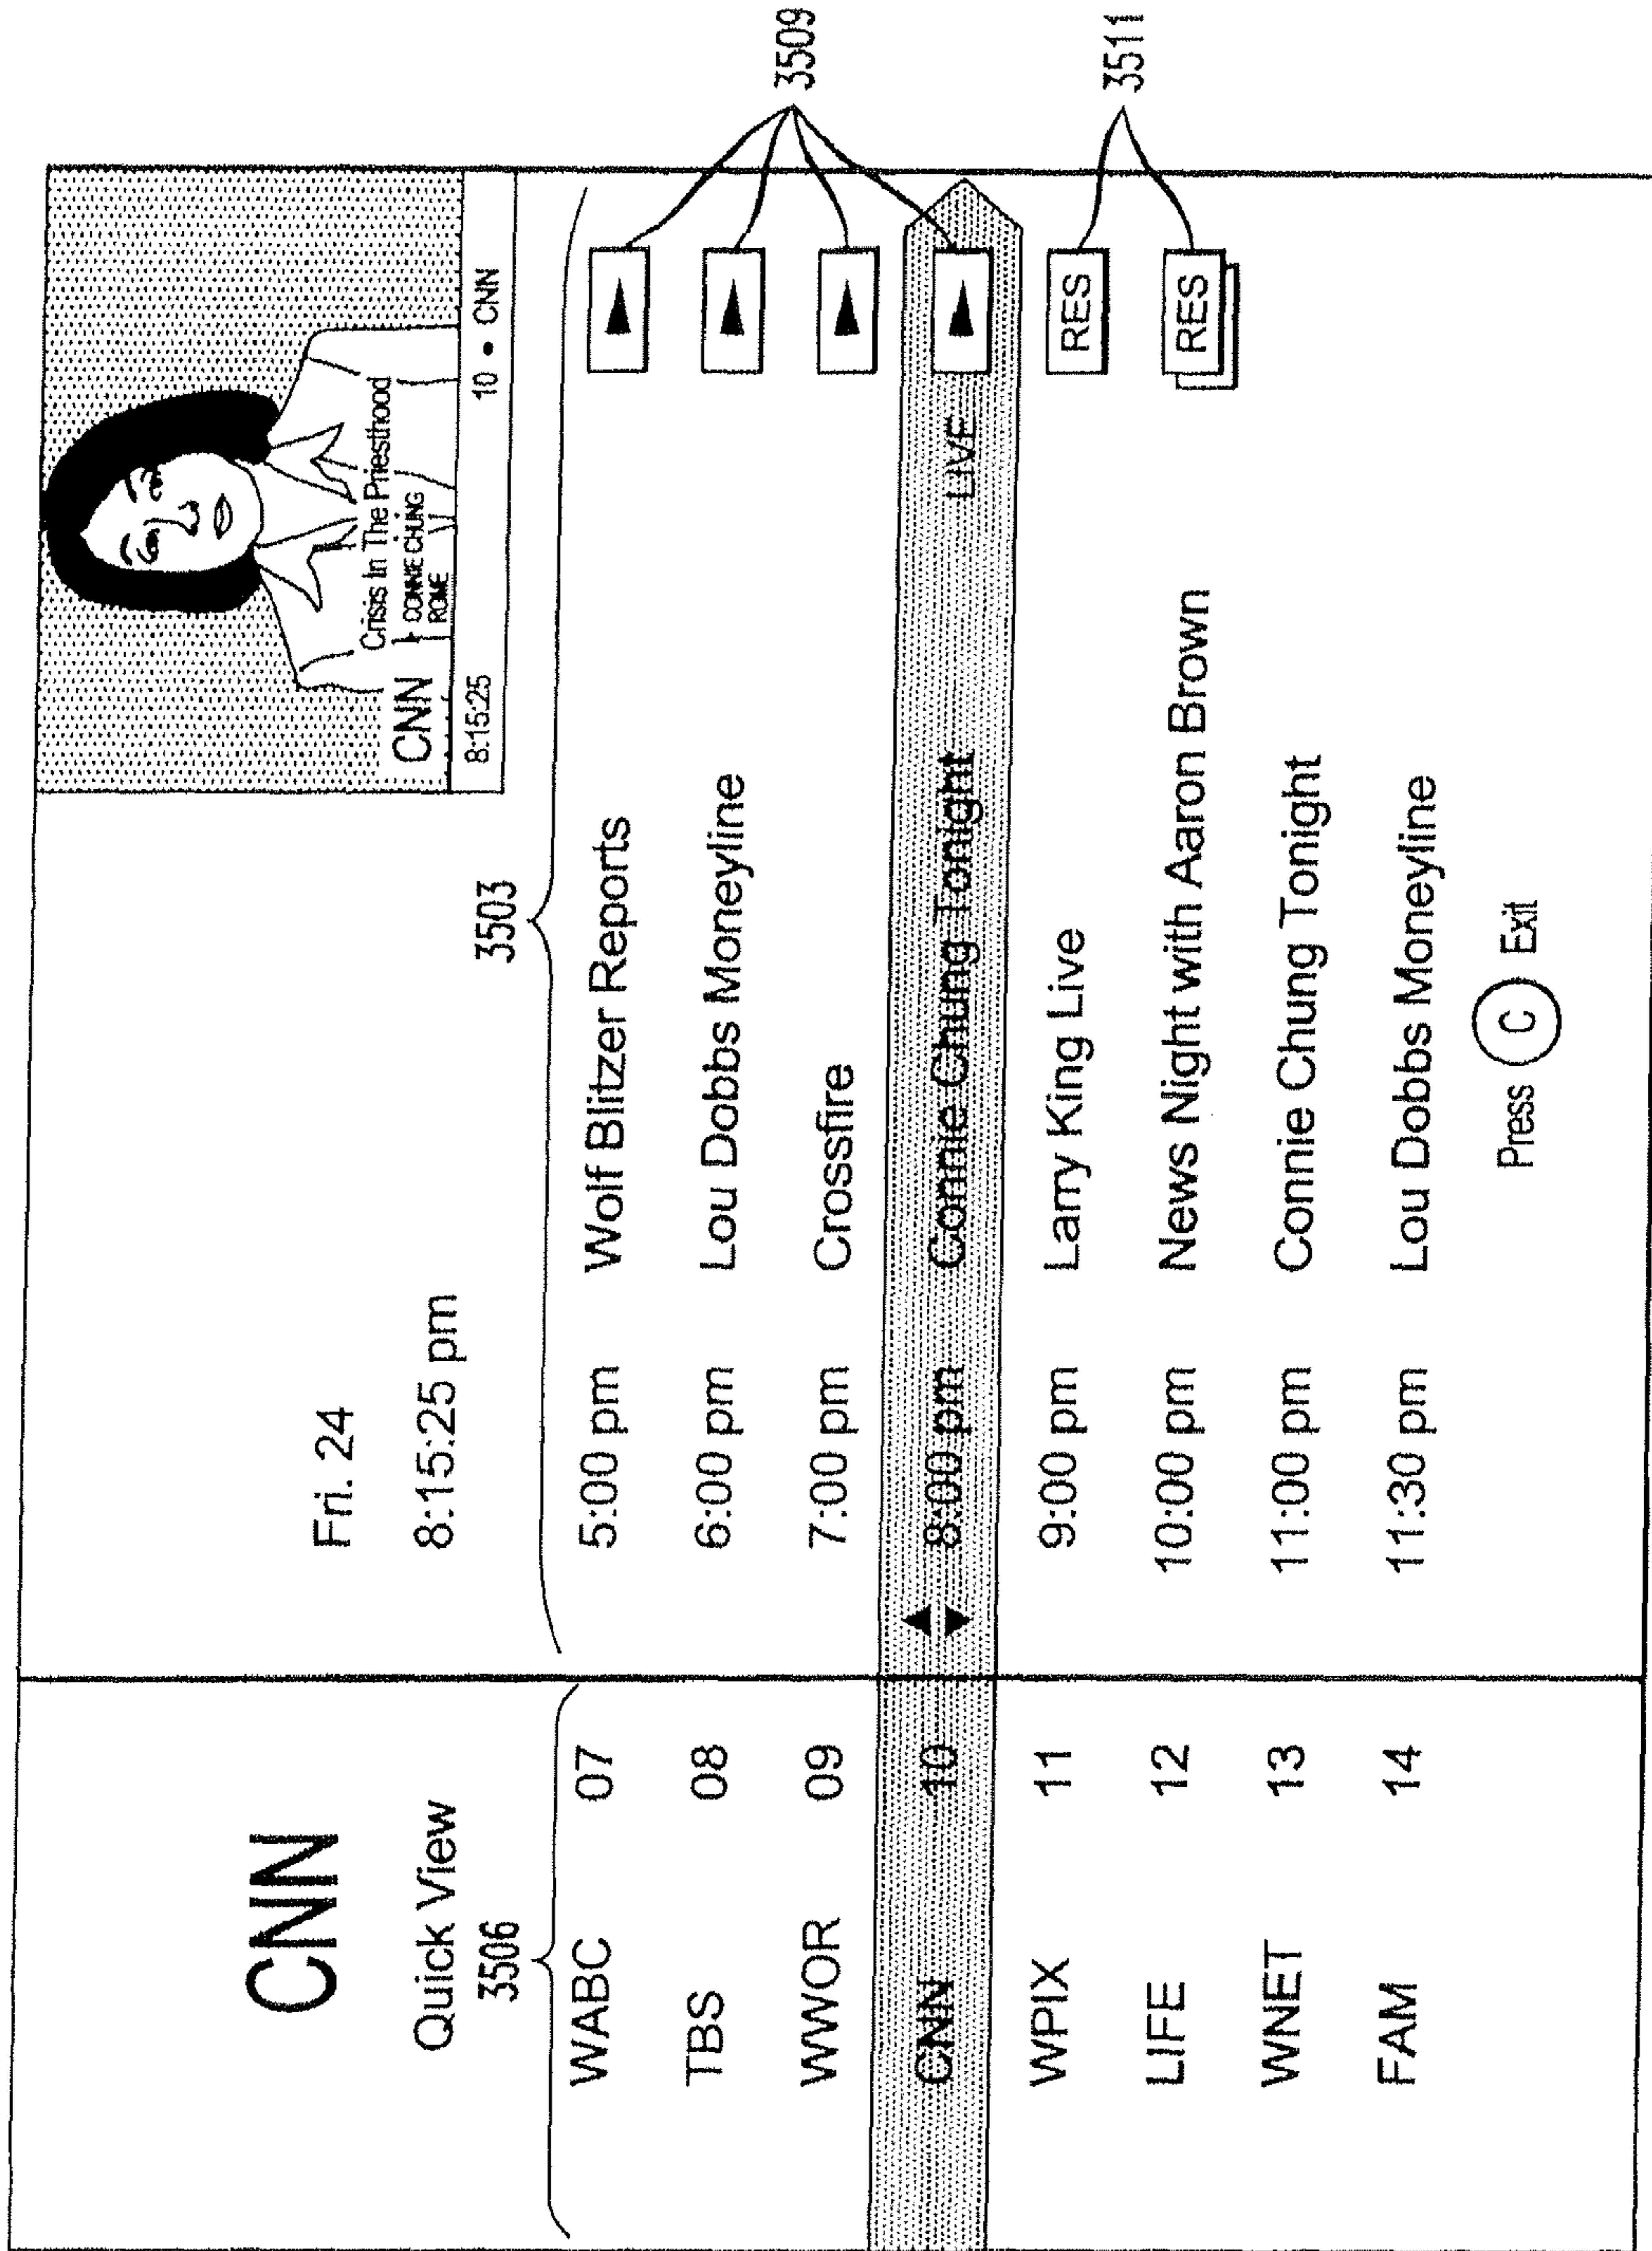 CNN
Fri. 24
Quick View
8:15:25 pm
Crisis In The Priesthood
CNN CONNIE CHUNG
ROME
8:15:25 10 • CNN
3506
3503
WABC 07 5:00 pm Wolf Blitzer Reports
TBS 08 6:00 pm Lou Dobbs Moneyline
WWOR 09 7:00 pm Crossfire
CNN 10 8:00 pm Connie Chung Tonight LIVE
WPIX 11 9:00 pm Larry King Live RES
LIFE 12 10:00 pm News Night with Aaron Brown RES
WNET 13 11:00 pm Connie Chung Tonight
FAM 14 11:30 pm Lou Dobbs Moneyline
Press C Exit
3509
3511